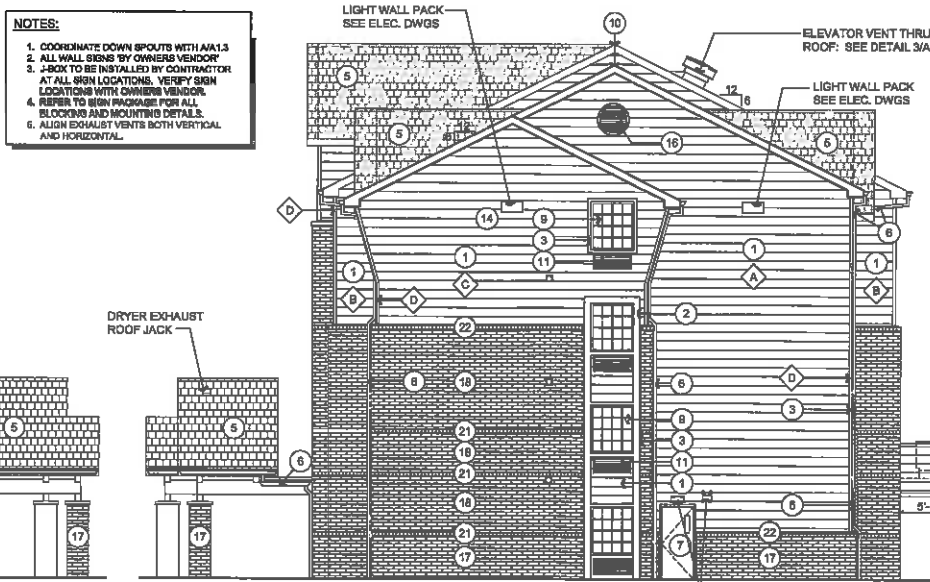 NOTES:
1. COORDINATE DOWN SPOUTS WITH A/A1.3
2. ALL WALL SIGNS 'BY OWNERS VENDOR'
3. J-BOX TO BE INSTALLED BY CONTRACTOR
AT ALL SIGN LOCATIONS. VERIFY SIGN
LOCATIONS WITH OWNERS VENDOR.
4. REFER TO SIGN PACKAGE FOR ALL
BLOCKING AND MOUNTING DETAILS.
5. ALIGN EXHAUST VENTS BOTH VERTICAL
AND HORIZONTAL.
LIGHT WALL PACK
SEE ELEC. DWGS
10
ELEVATOR VENT THRU
ROOF: SEE DETAIL 3/A
LIGHT WALL PACK
SEE ELEC. DWGS
12
6
5
5
5
16
D
14
9
3
11
6
1
1
1
1
C
A
B
D
B
DRYER EXHAUST
ROOF JACK
2
22
6
18
6
D
3
5
5
21
9
18
3
6
21
11
18
1
6
5'-
21
22
17
17
7
17
17